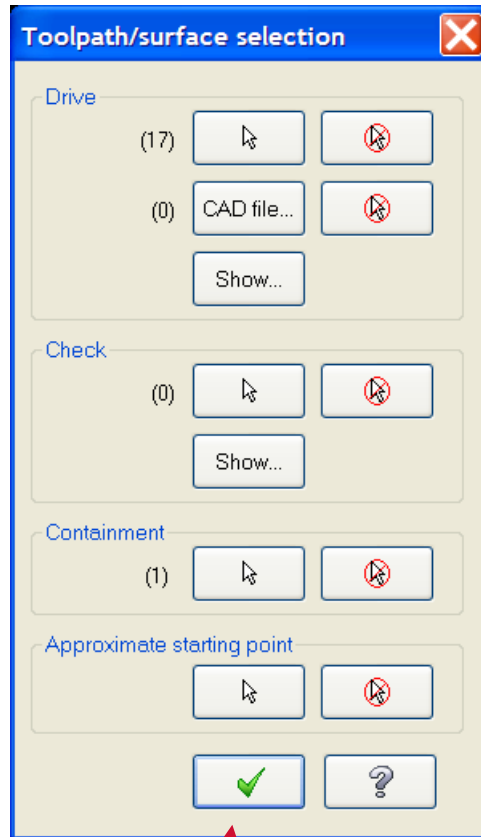 Toolpath/surface selection
Drive
(17)
(0) CAD file...
Show...
Check
(0)
Show...
Containment
(1)
Approximate starting point